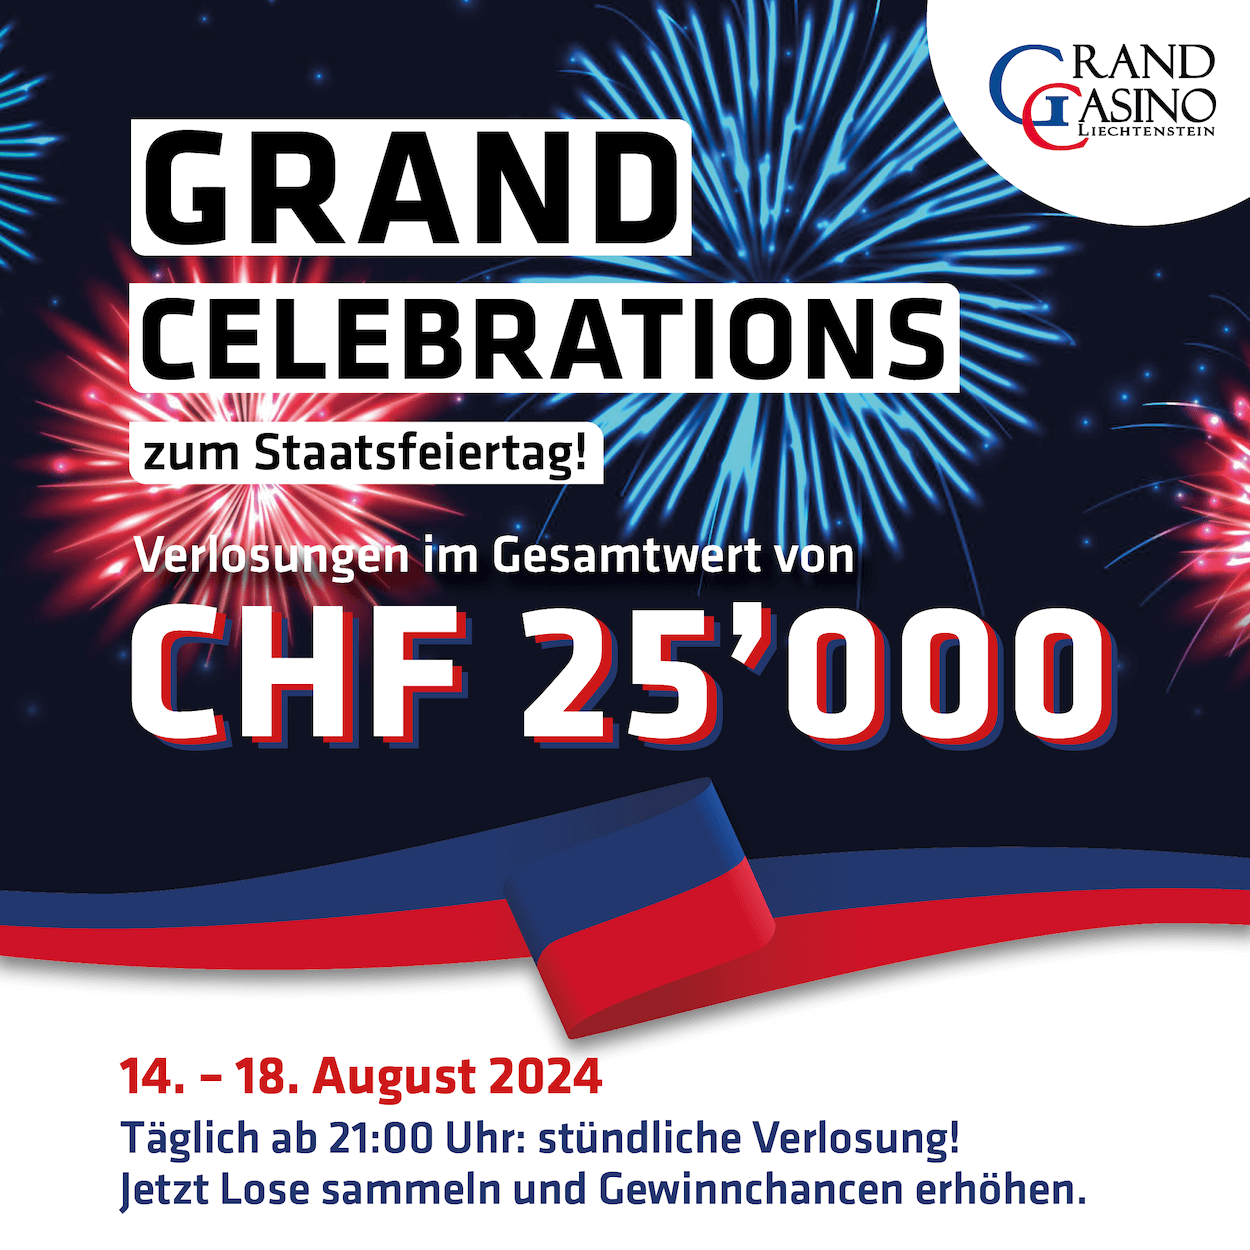 GRAND
CASINO
LIECHTENSTEIN
GRAND
CELEBRATIONS
zum Staatsfeiertag!
Verlosungen im Gesamtwert von
CHF 25’000
14. – 18. August 2024
Täglich ab 21:00 Uhr: stündliche Verlosung!
Jetzt Lose sammeln und Gewinnchancen erhöhen.